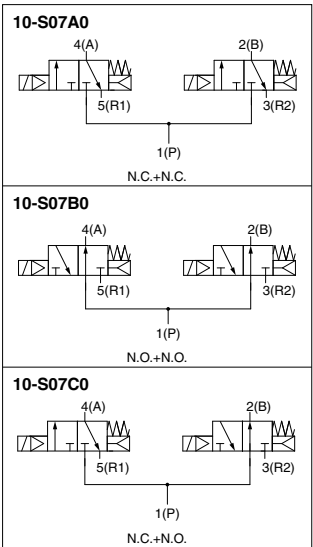 10-S07A0
4(A) 2(B)
5(R1) 3(R2)
1(P)
N.C.+N.C.
10-S07B0
4(A) 2(B)
5(R1) 3(R2)
1(P)
N.O.+N.O.
10-S07C0
4(A) 2(B)
5(R1) 3(R2)
1(P)
N.C.+N.O.